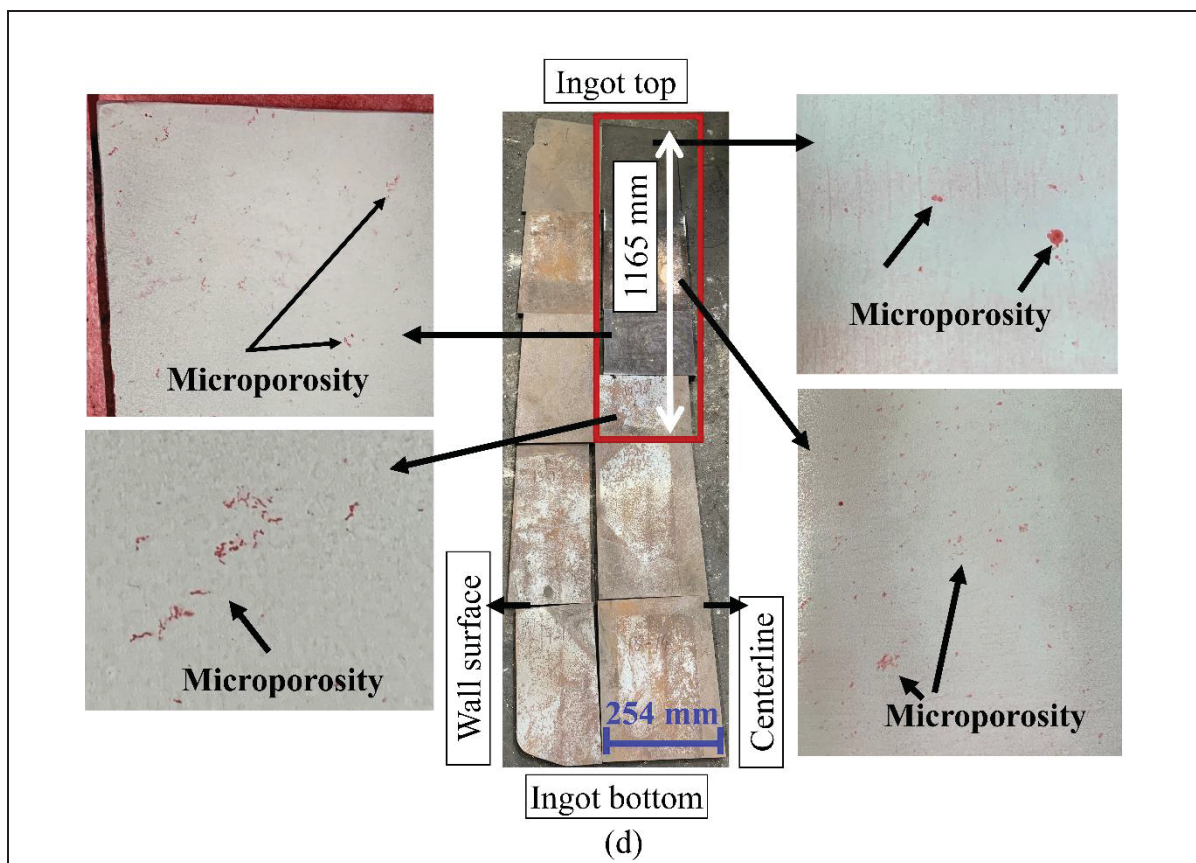 Ingot top
1165 mm
Microporosity
Microporosity
Microporosity
Microporosity
Wall surface
Centerline
254 mm
Ingot bottom
(d)